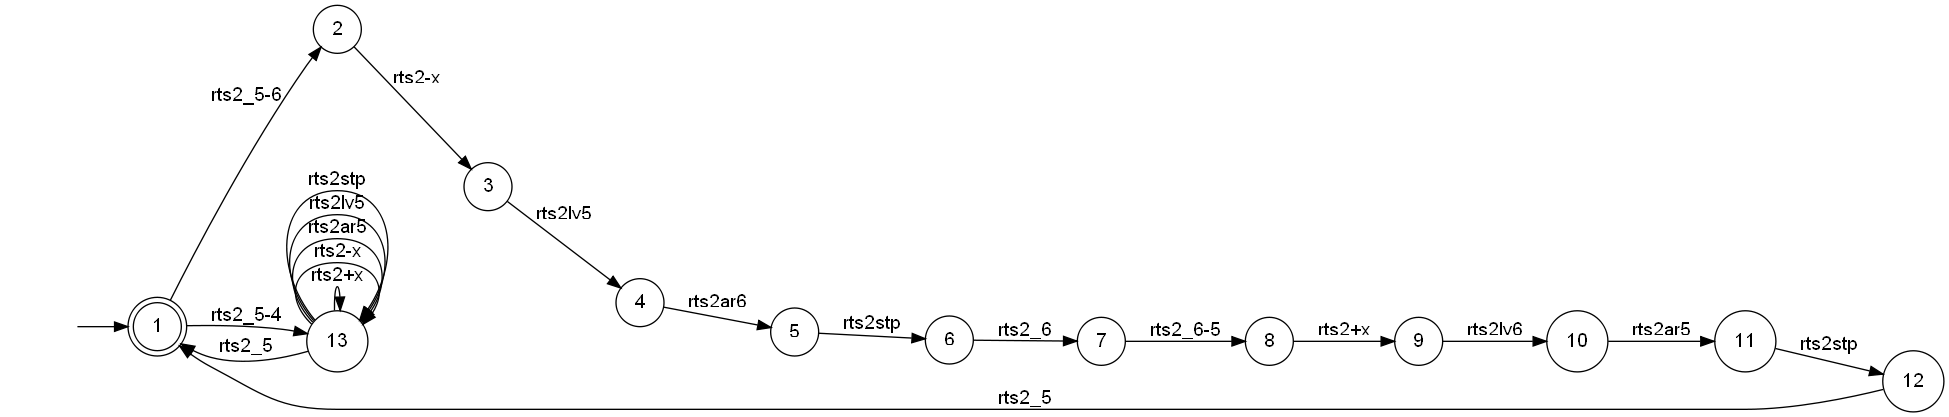 2
rts2-x
rts2_5-6
rts2stp
rts2lv5
rts2ar5
rts2-x
rts2+x
3
rts2lv5
4
rts2ar6
5
rts2stp
6
rts2_6
7
rts2_6-5
8
rts2+x
9
rts2lv6
10
rts2ar5
11
rts2stp
12
1
rts2_5-4
rts2_5
13
rts2_5